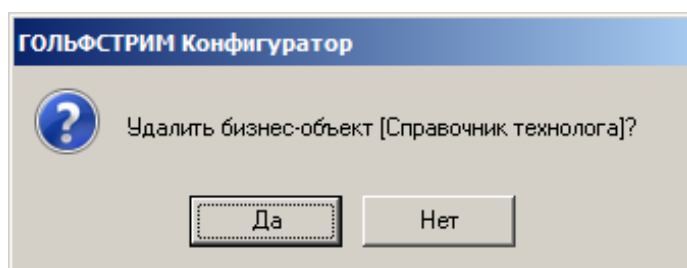 ГОЛЬФСТРИМ Конфигуратор
Удалить бизнес-объект [Справочник технолога]?
Да
Нет